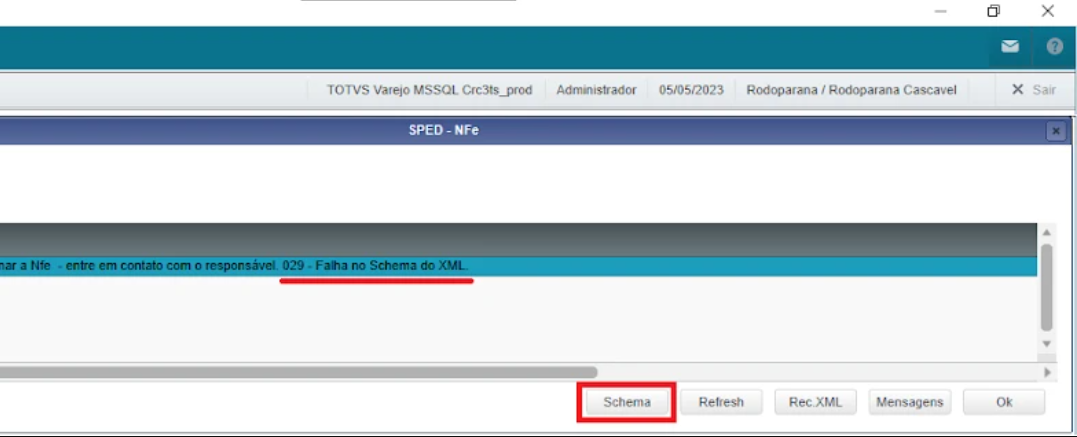 TOTVS Varejo MSSQL Crc3ts_prod Administrador 05/05/2023 Rodoparana / Rodoparana Cascavel Sair
SPED - NFe
a Nfe - entre em contato com o responsável. 029 - Falha no Schema do XML.
Schema Refresh Rec.XML Mensagens Ok